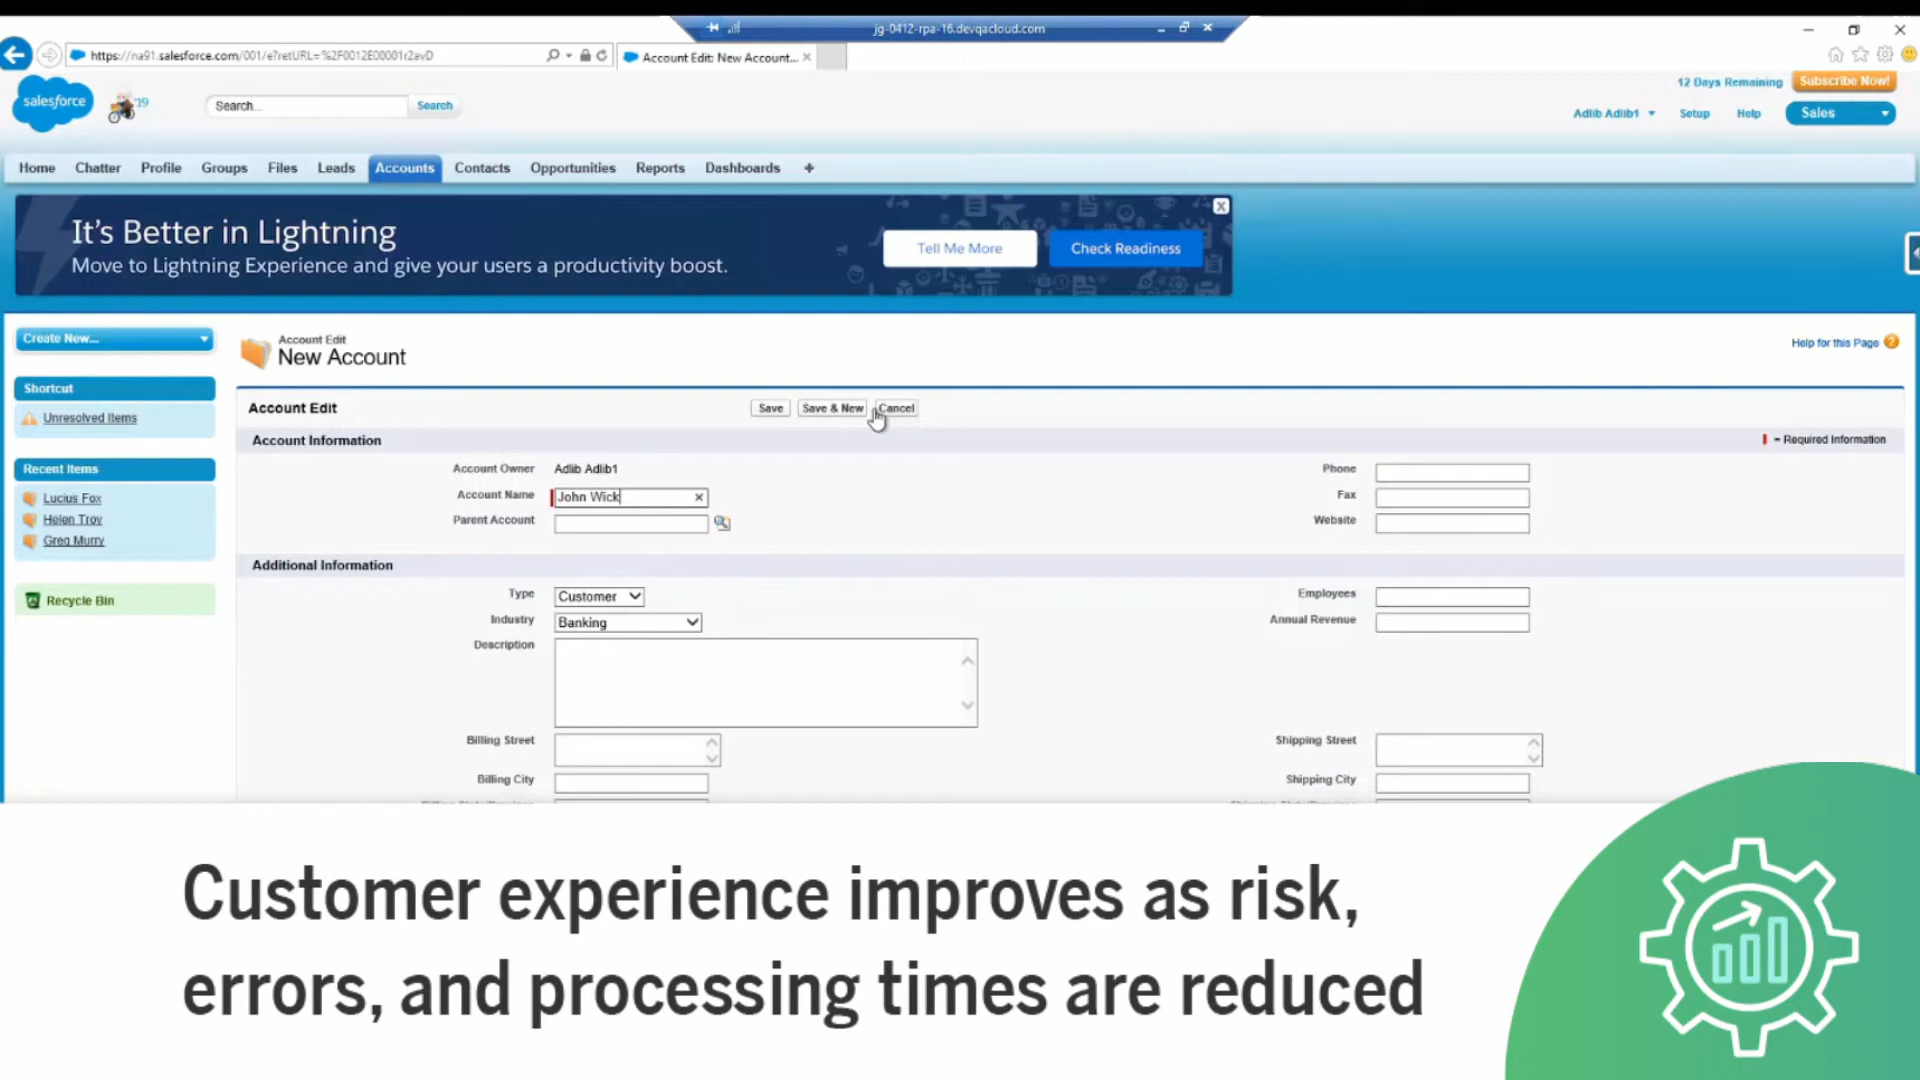 jg-0412-rpa-16.devqacloud.com
https://na91.salesforce.com/001/e?retURL=%2F0012E00001r2avD
Account Edit: New Account...
12 Days Remaining
Subscribe Now!
salesforce
'19
Search...
Search
Adlib Adlib1
Setup
Help
Sales
Home
Chatter
Profile
Groups
Files
Leads
Accounts
Contacts
Opportunities
Reports
Dashboards
+
It's Better in Lightning
Move to Lightning Experience and give your users a productivity boost.
Tell Me More
Check Readiness
X
Create New...
Shortcut
Unresolved Items
Recent Items
Lucius Fox
Helen Troy
Greg Murry
Recycle Bin
Account Edit
New Account
Help for this Page
?
Account Edit
Save
Save & New
Cancel
Account Information
= Required Information
Account Owner
Adlib Adlib1
Account Name
John Wick
Parent Account
Phone
Fax
Website
Additional Information
Type
Customer
Industry
Banking
Description
Employees
Annual Revenue
Billing Street
Billing City
Shipping Street
Shipping City
Customer experience improves as risk,
errors, and processing times are reduced